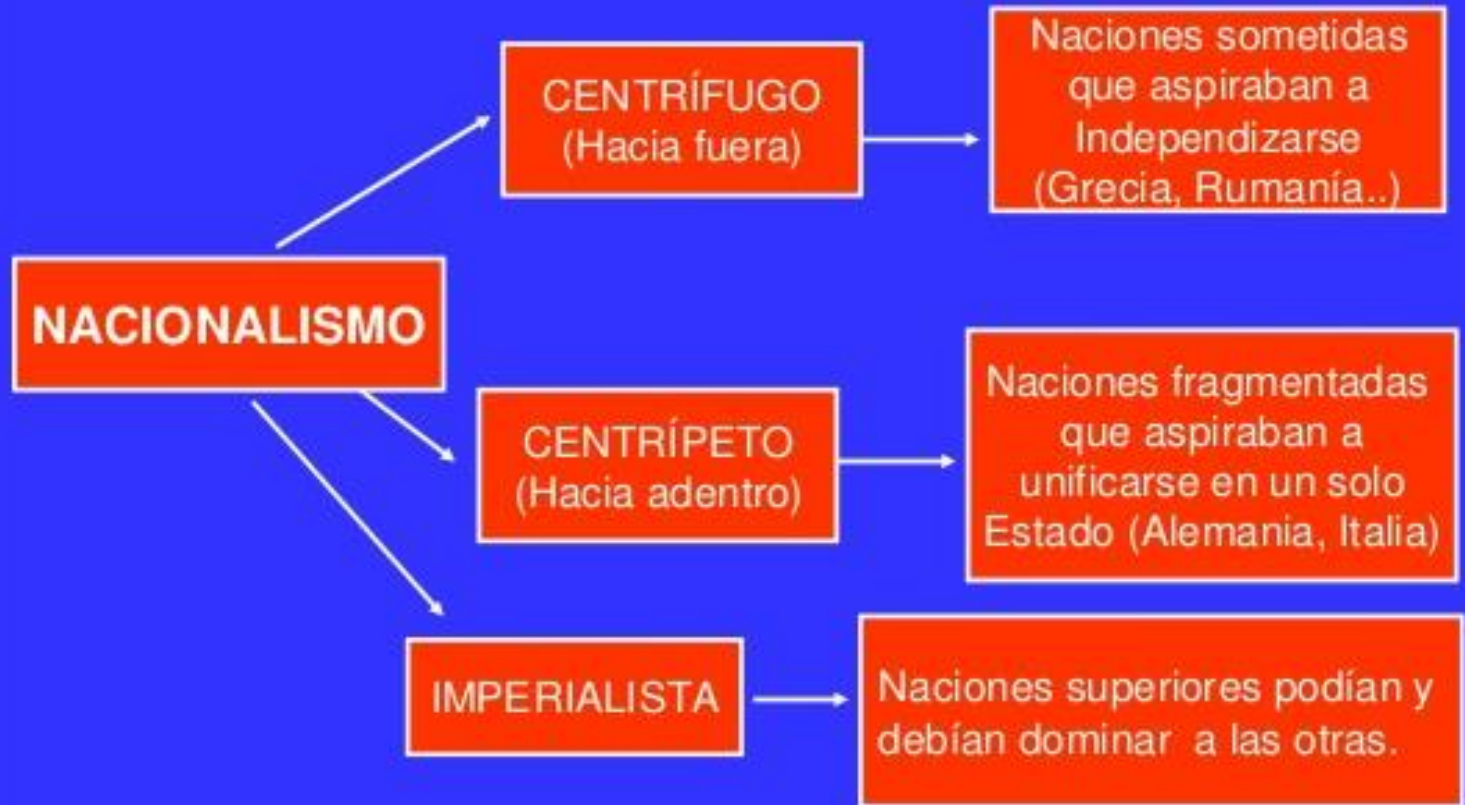 NACIONALISMO
CENTRÍFUGO
(Hacia fuera)
Naciones sometidas
que aspiraban a
Independizarse
(Grecia, Rumanía..)
CENTRÍPETO
(Hacia adentro)
Naciones fragmentadas
que aspiraban a
unificarse en un solo
Estado (Alemania, Italia)
IMPERIALISTA
Naciones superiores podían y
debían dominar a las otras.